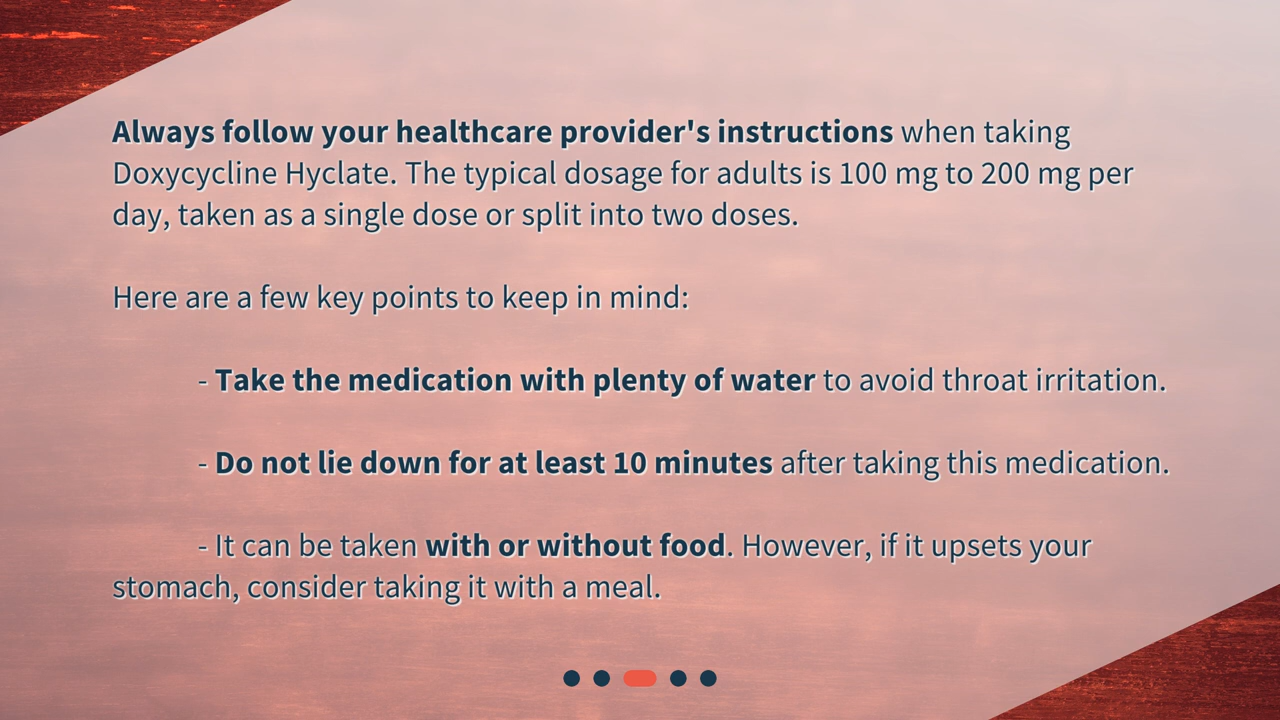 Always follow your healthcare provider's instructions when taking
Doxycycline Hyclate. The typical dosage for adults is 100 mg to 200 mg per
day, taken as a single dose or split into two doses.
Here are a few key points to keep in mind:
- Take the medication with plenty of water to avoid throat irritation.
- Do not lie down for at least 10 minutes after taking this medication.
- It can be taken with or without food. However, if it upsets your
stomach, consider taking it with a meal.